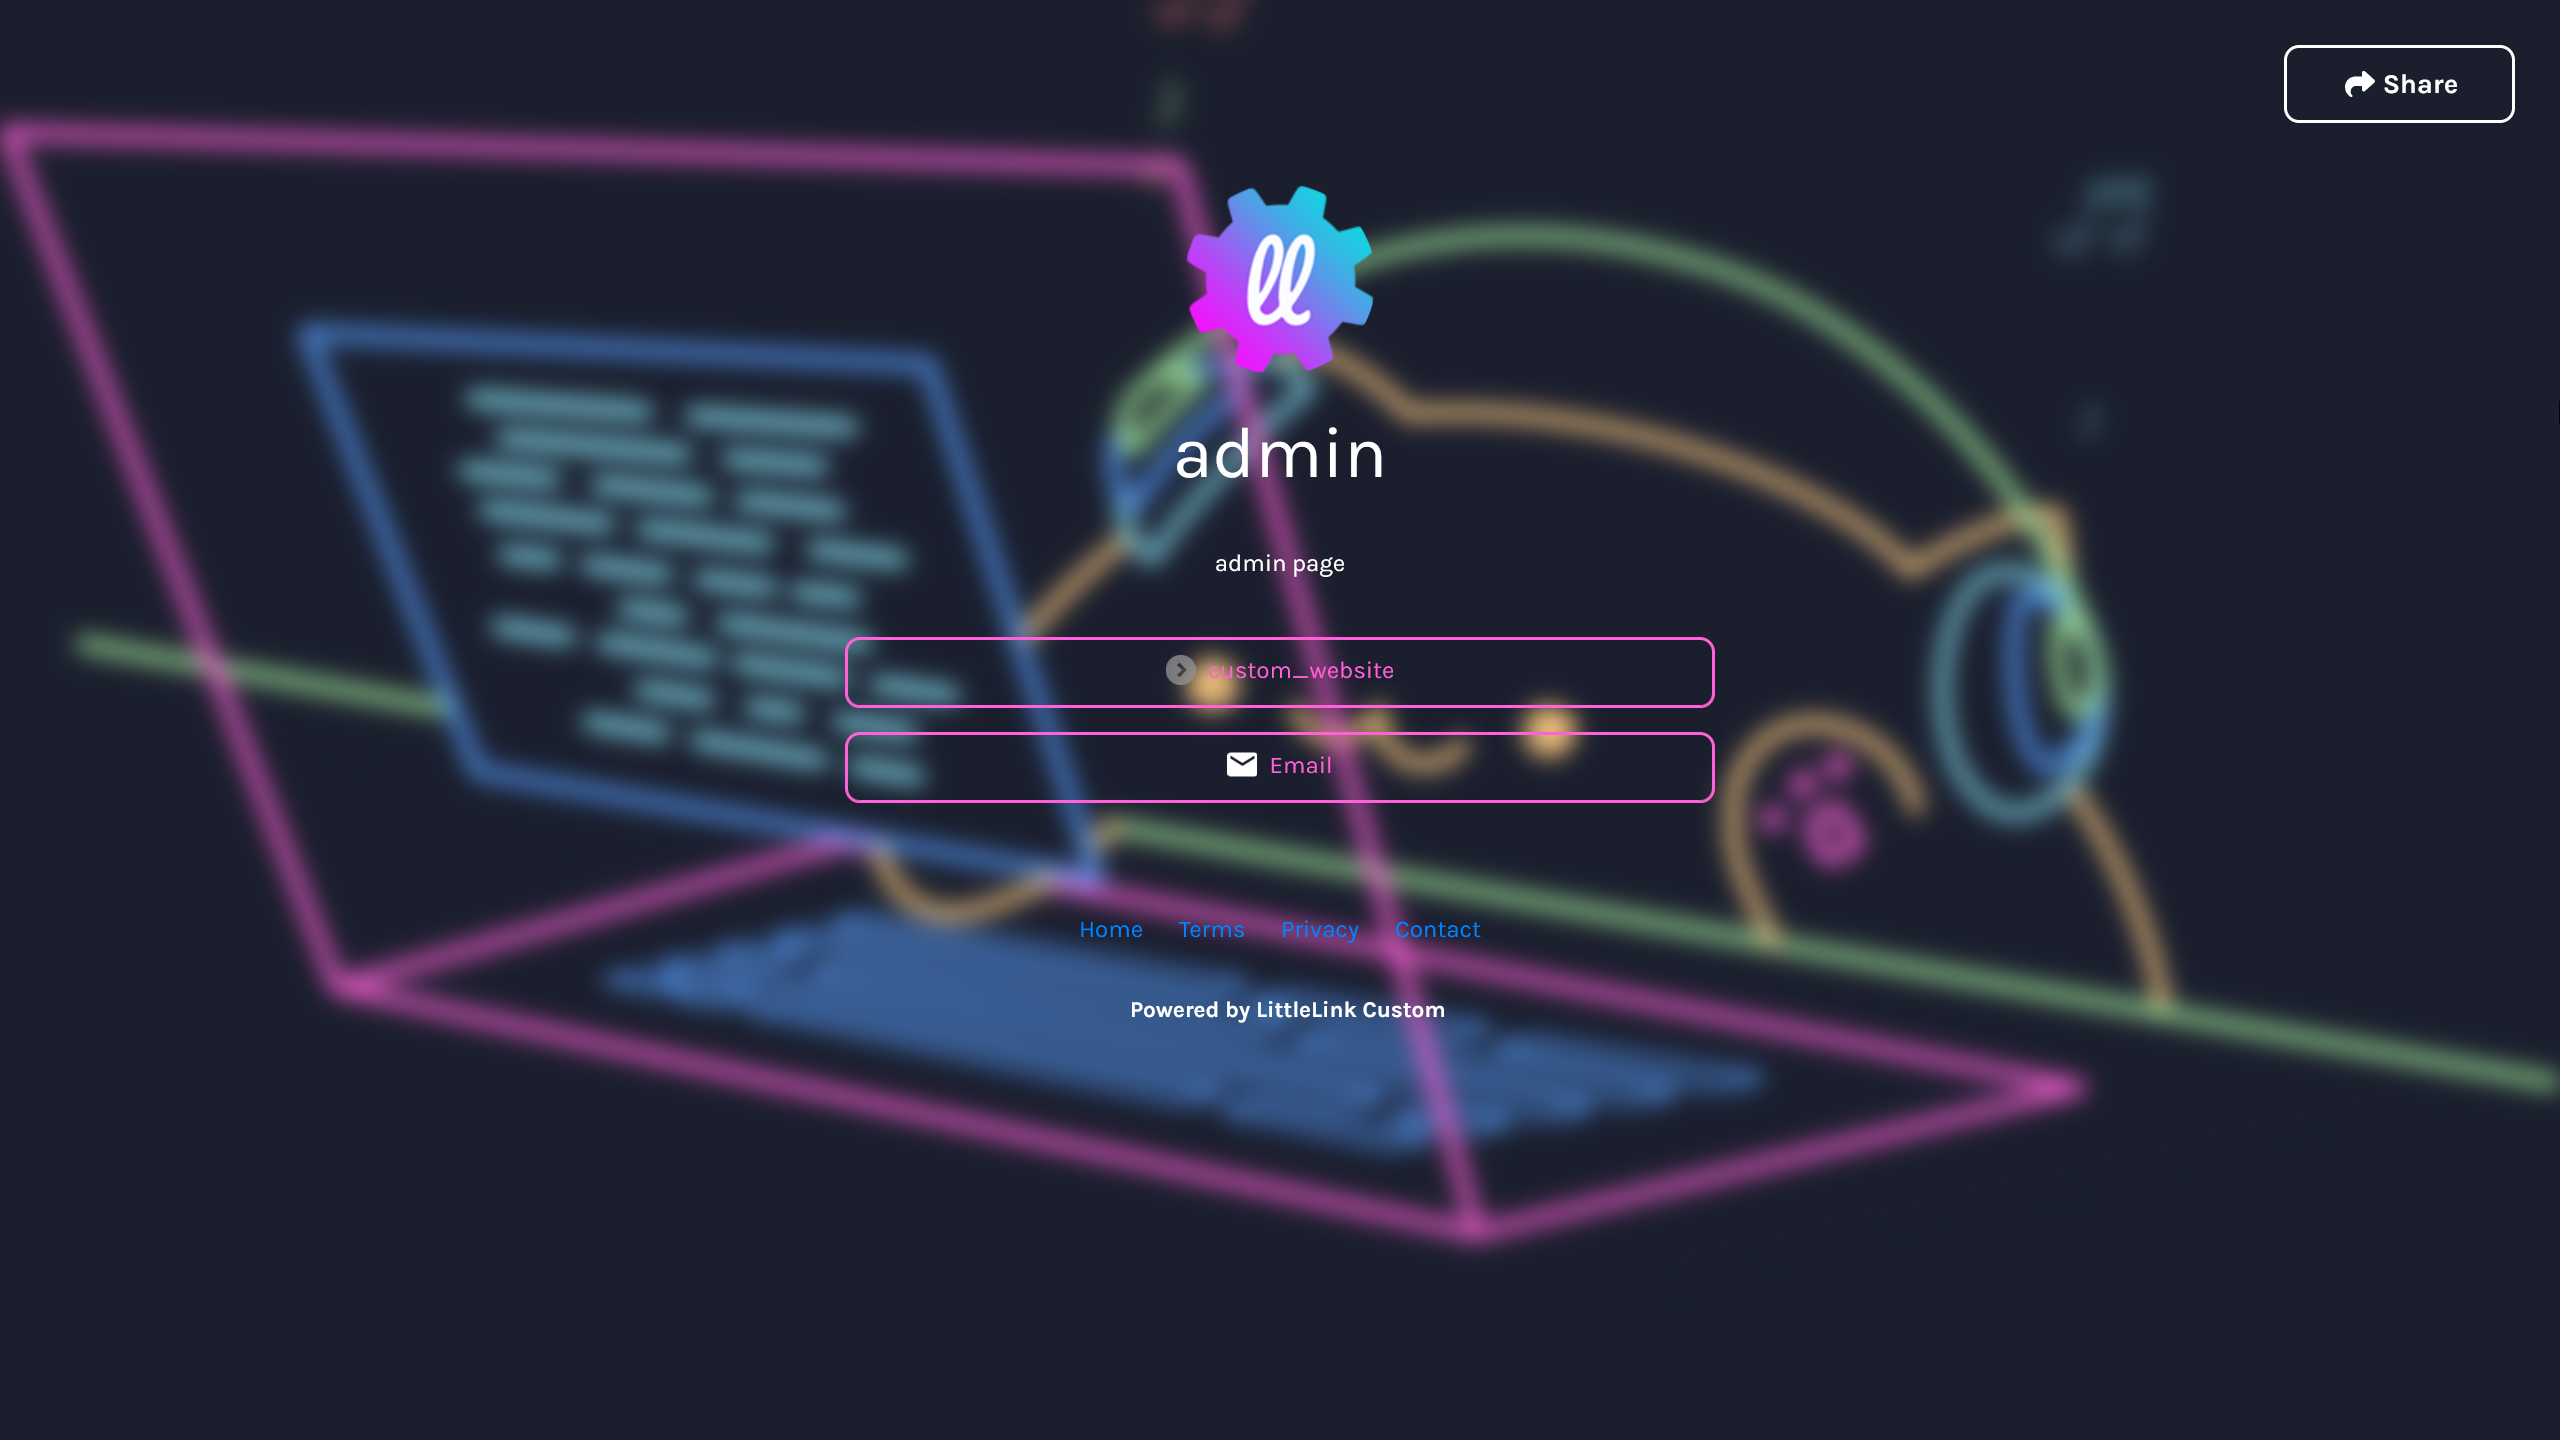 Share
ll
admin
admin page
custom_website
Email
Home Terms Privacy Contact
Powered by LittleLink Custom